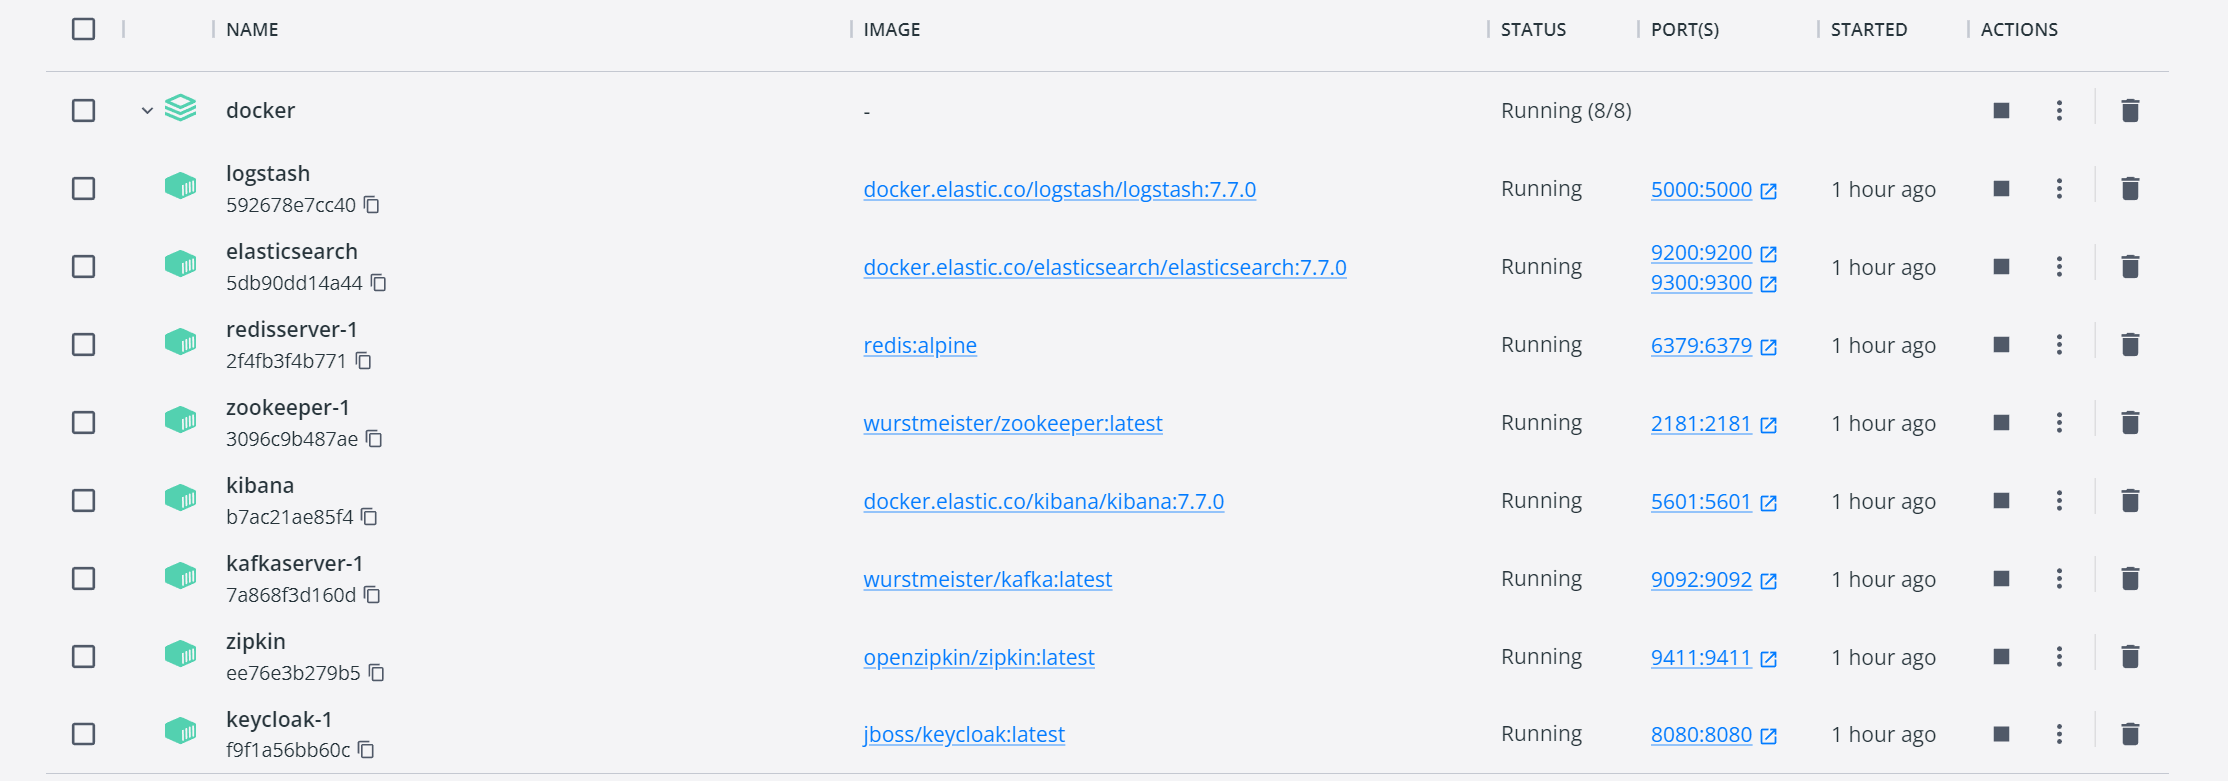 NAME IMAGE STATUS PORT(S) STARTED ACTIONS
docker - Running (8/8)
logstash
592678e7cc40
docker.elastic.co/logstash/logstash:7.7.0 Running 5000:5000 1 hour ago
elasticsearch
5db90dd14a44
docker.elastic.co/elasticsearch/elasticsearch:7.7.0 Running 9200:9200 1 hour ago
9300:9300
redisserver-1
2f4fb3f4b771
redis:alpine Running 6379:6379 1 hour ago
zookeeper-1
3096c9b487ae
wurstmeister/zookeeper:latest Running 2181:2181 1 hour ago
kibana
b7ac21ae85f4
docker.elastic.co/kibana/kibana:7.7.0 Running 5601:5601 1 hour ago
kafkaserver-1
7a868f3d160d
wurstmeister/kafka:latest Running 9092:9092 1 hour ago
zipkin
ee76e3b279b5
openzipkin/zipkin:latest Running 9411:9411 1 hour ago
keycloak-1
f9f1a56bb60c
jboss/keycloak:latest Running 8080:8080 1 hour ago